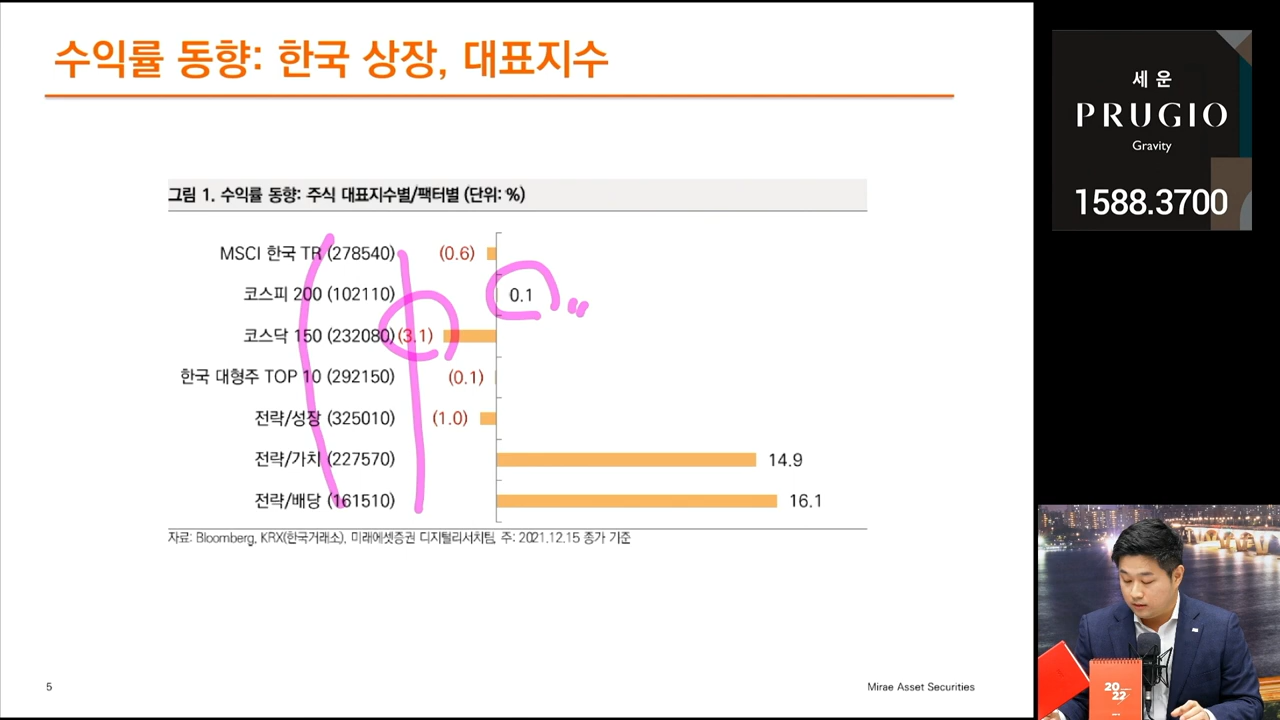 수익률 동향: 한국 상장, 대표지수
그림 1. 수익률 동향: 주식 대표지수별/팩터별 (단위: %)
MSCI 한국 TR (278540) (0.6)
코스피 200 (102110) 0.1
코스닥 150 (232080) (3.1)
한국 대형주 TOP 10 (292150) (0.1)
전략/성장 (325010) (1.0)
전략/가치 (227570) 14.9
전략/배당 (161510) 16.1
자료: Bloomberg, KRX(한국거래소), 미래에셋증권 디지털리서치팀, 주: 2021.12.15 종가 기준
5
Mirae Asset Securities
세운
PRUGIO
Gravity
1588.3700
20
22